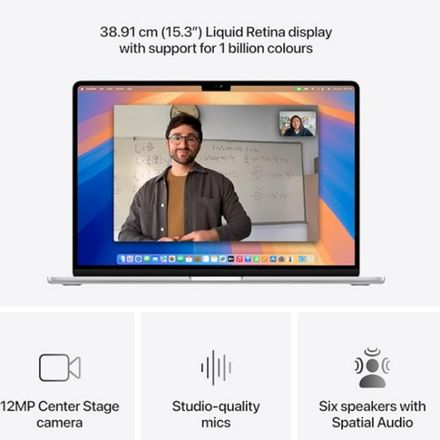 38.91 cm (15.3″) Liquid Retina display
with support for 1 billion colours
12MP Center Stage
camera
Studio-quality
mics
Six speakers with
Spatial Audio